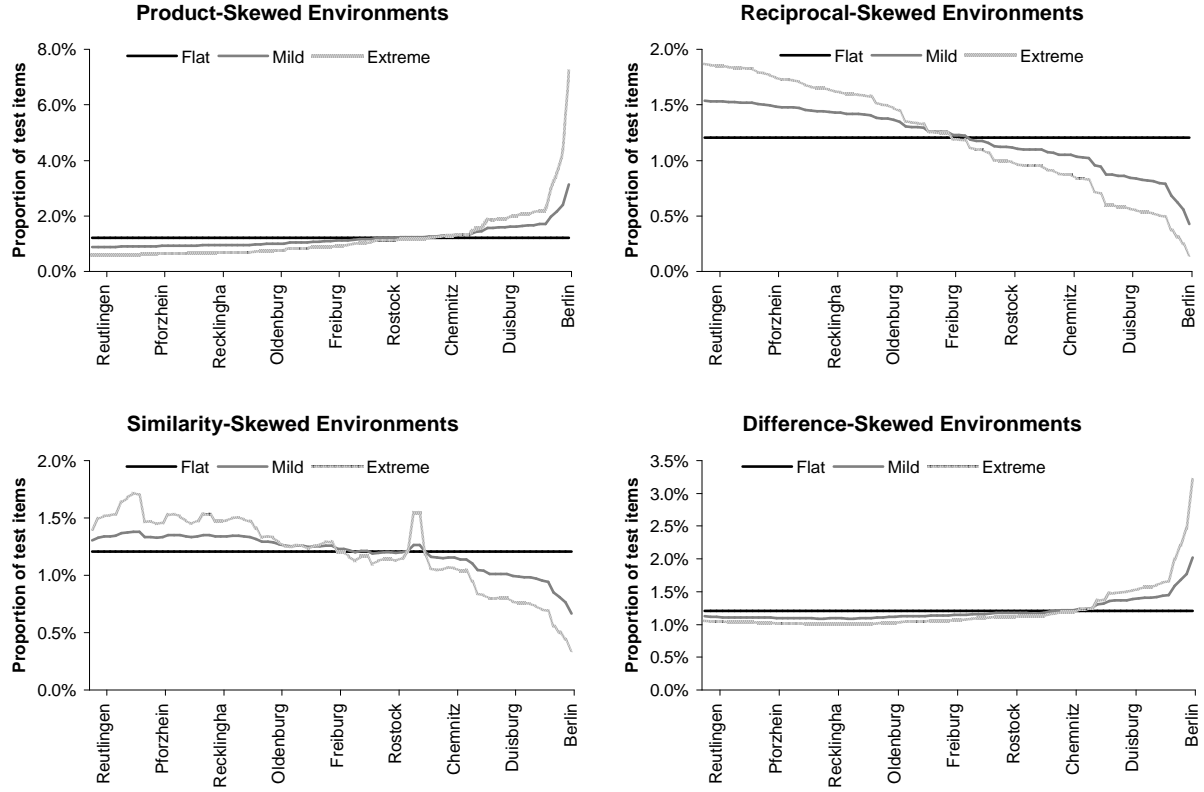 Product-Skewed Environments
Proportion of test items
Flat Mild Extreme
8.0%
6.0%
4.0%
2.0%
0.0%
Reutlingen
Pforzhein
Recklingha
Oldenburg
Freiburg
Rostock
Chemnitz
Duisburg
Berlin
Reciprocal-Skewed Environments
Proportion of test items
Flat Mild Extreme
2.0%
1.5%
1.0%
0.5%
0.0%
Reutlingen
Pforzhein
Recklingha
Oldenburg
Freiburg
Rostock
Chemnitz
Duisburg
Berlin
Similarity-Skewed Environments
Proportion of test items
Flat Mild Extreme
2.0%
1.5%
1.0%
0.5%
0.0%
Reutlingen
Pforzhein
Recklingha
Oldenburg
Freiburg
Rostock
Chemnitz
Duisburg
Berlin
Difference-Skewed Environments
Proportion of test items
Flat Mild Extreme
3.5%
3.0%
2.5%
2.0%
1.5%
1.0%
0.5%
0.0%
Reutlingen
Pforzhein
Recklingha
Oldenburg
Freiburg
Rostock
Chemnitz
Duisburg
Berlin